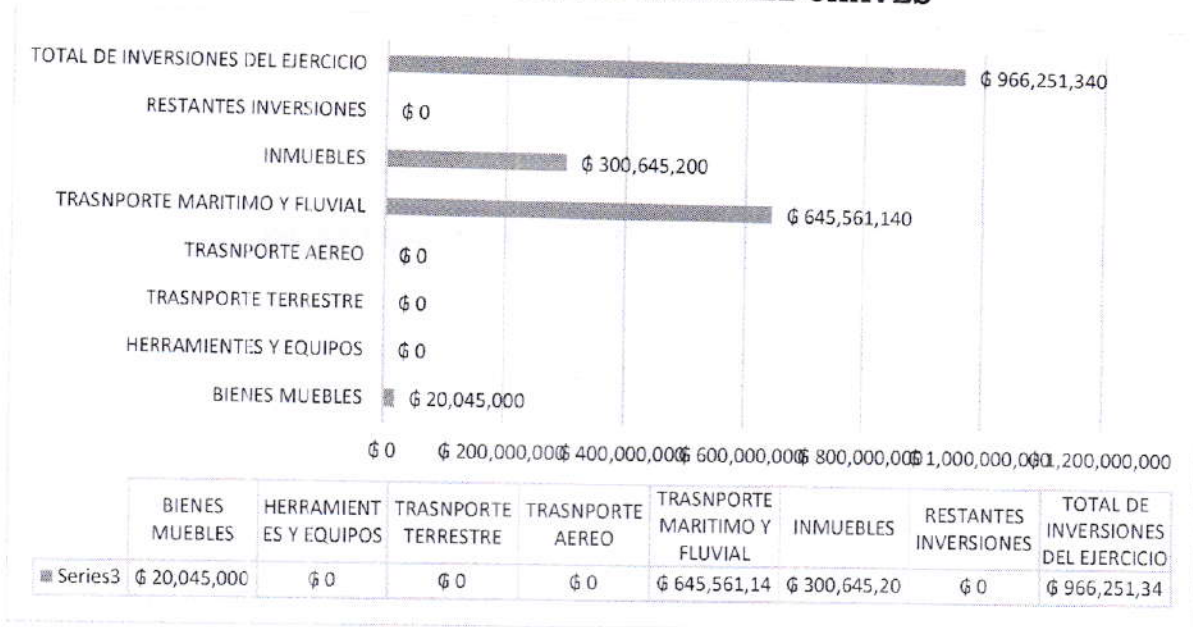 TOTAL DE INVERSIONES DEL EJERCICIO
₲ 966,251,340
RESTANTES INVERSIONES
₲ 0
INMUEBLES
₲ 300,645,200
TRASNPORTE MARITIMO Y FLUVIAL
₲ 645,561,140
TRASNPORTE AEREO
₲ 0
TRASNPORTE TERRESTRE
₲ 0
HERRAMIENTES Y EQUIPOS
₲ 0
BIENES MUEBLES
₲ 20,045,000
₲ 0 ₲ 200,000,000 ₲ 400,000,000 ₲ 600,000,000 ₲ 800,000,000 ₲ 1,000,000,000 ₲ 1,200,000,000
BIENES MUEBLES
HERRAMIENT
ES Y EQUIPOS
TRASNPORTE
TERRESTRE
TRASNPORTE
AEREO
TRASNPORTE
MARITIMO Y
FLUVIAL
INMUEBLES
RESTANTES
INVERSIONES
TOTAL DE
INVERSIONES
DEL EJERCICIO
Series3 ₲ 20,045,000 ₲ 0 ₲ 0 ₲ 0 ₲ 645,561,14 ₲ 300,645,20 ₲ 0 ₲ 966,251,34